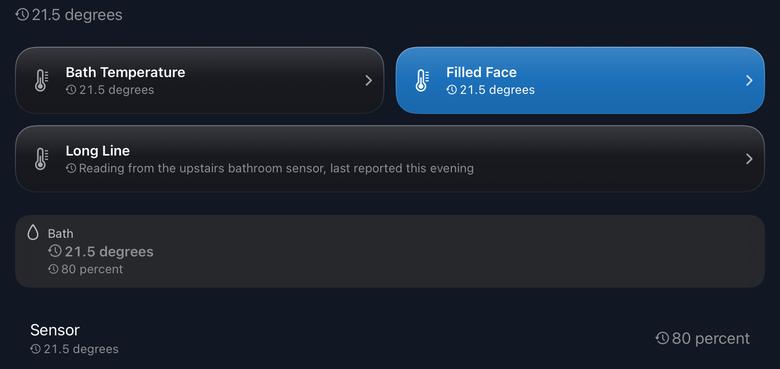 21.5 degrees
Bath Temperature
21.5 degrees
Filled Face
21.5 degrees
Long Line
Reading from the upstairs bathroom sensor, last reported this evening
Bath
21.5 degrees
80 percent
Sensor
21.5 degrees
80 percent